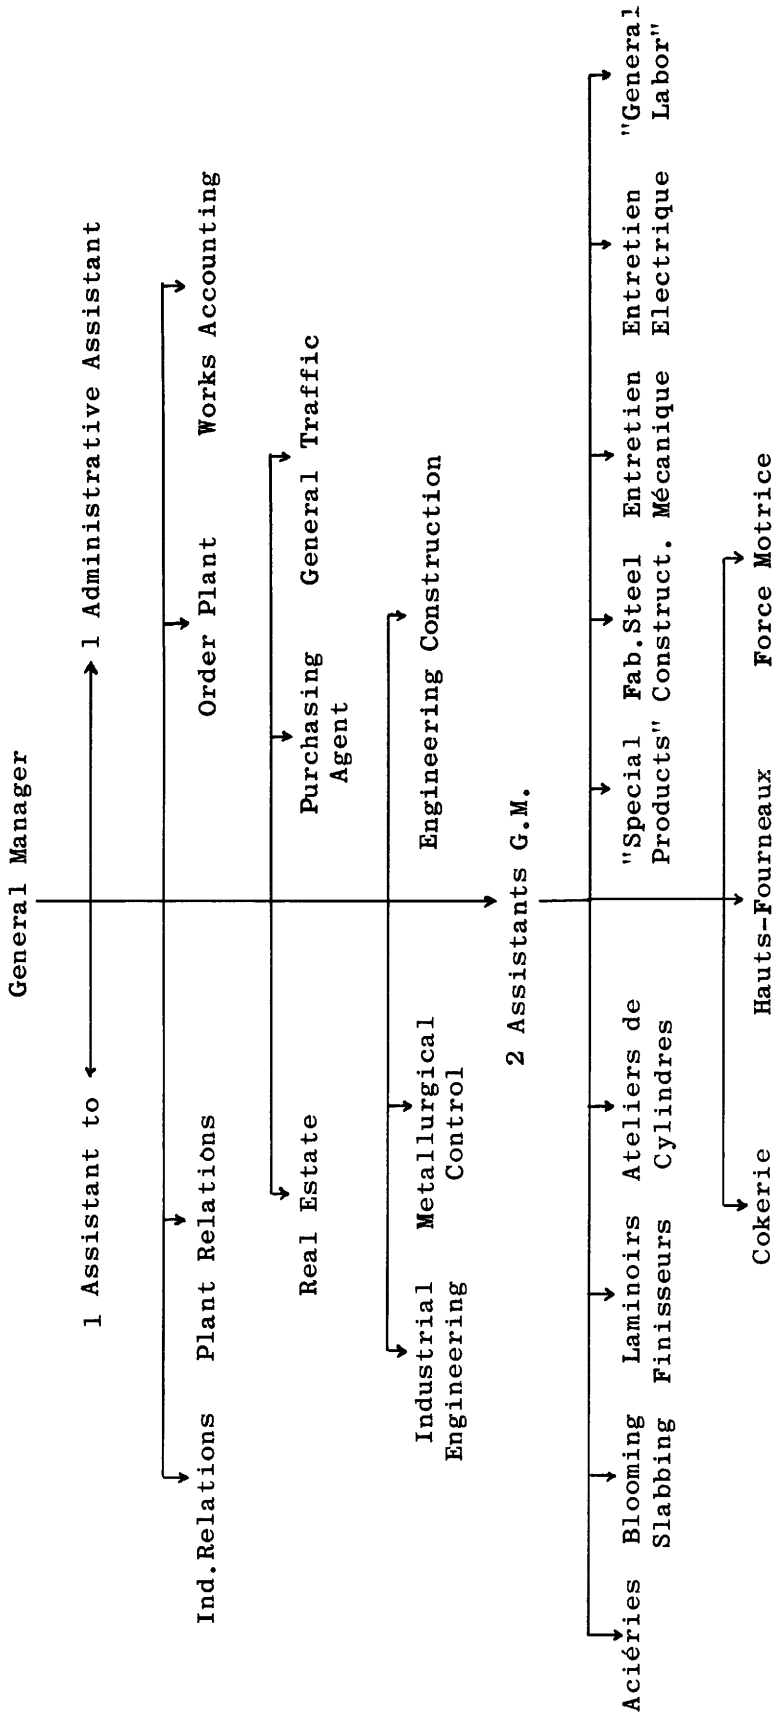 General Manager
1 Assistant to
1 Administrative Assistant
Ind.Relations
Plant Relations
Order Plant
Works Accounting
Real Estate
Purchasing
Agent
General Traffic
Industrial
Engineering
Metallurgical
Control
Engineering Construction
2 Assistants G.M.
Aciéries
Blooming
Slabbing
Laminoirs
Finisseurs
Ateliers de
Cylindres
"Special
Products"
Fab.Steel
Construct.
Entretien
Mécanique
Entretien
Electrique
"General
Labor"
Cokerie
Hauts-Fourneaux
Force Motrice